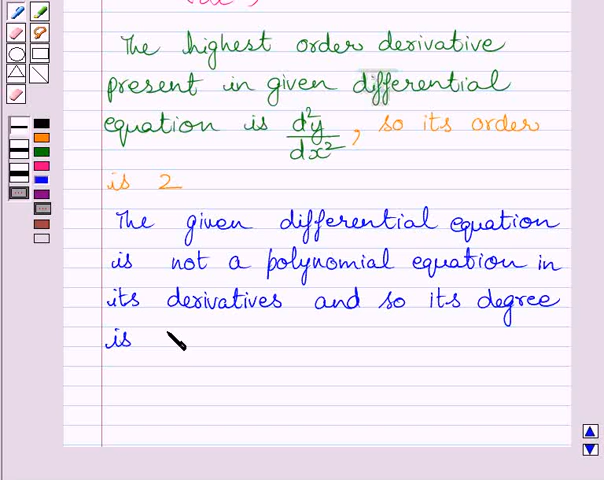 The highest order derivative
present in given differential
equation is d²y/dx², so its order
is 2
The given differential equation
is not a polynomial equation in
its derivatives and so its degree
is